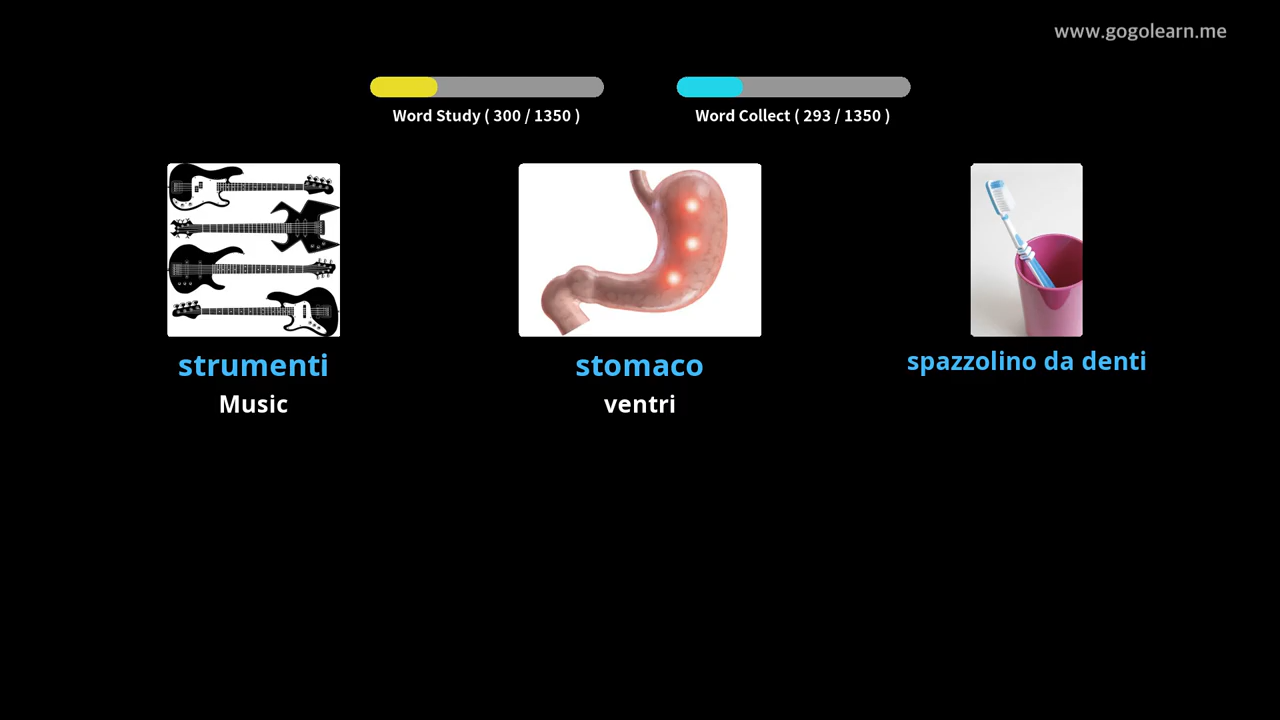 www.gogolearn.me
Word Study ( 300 / 1350 )
Word Collect ( 293 / 1350 )
strumenti
Music
stomaco
ventri
spazzolino da denti